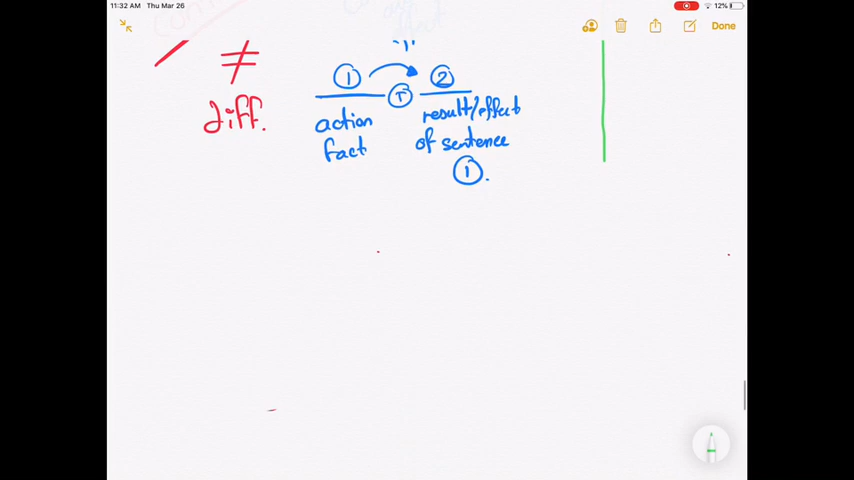 11:32 AM Thu Mar 26
12%
Done
≠
① ②
T
diff.
action
result/effect
fact
of sentence
①.